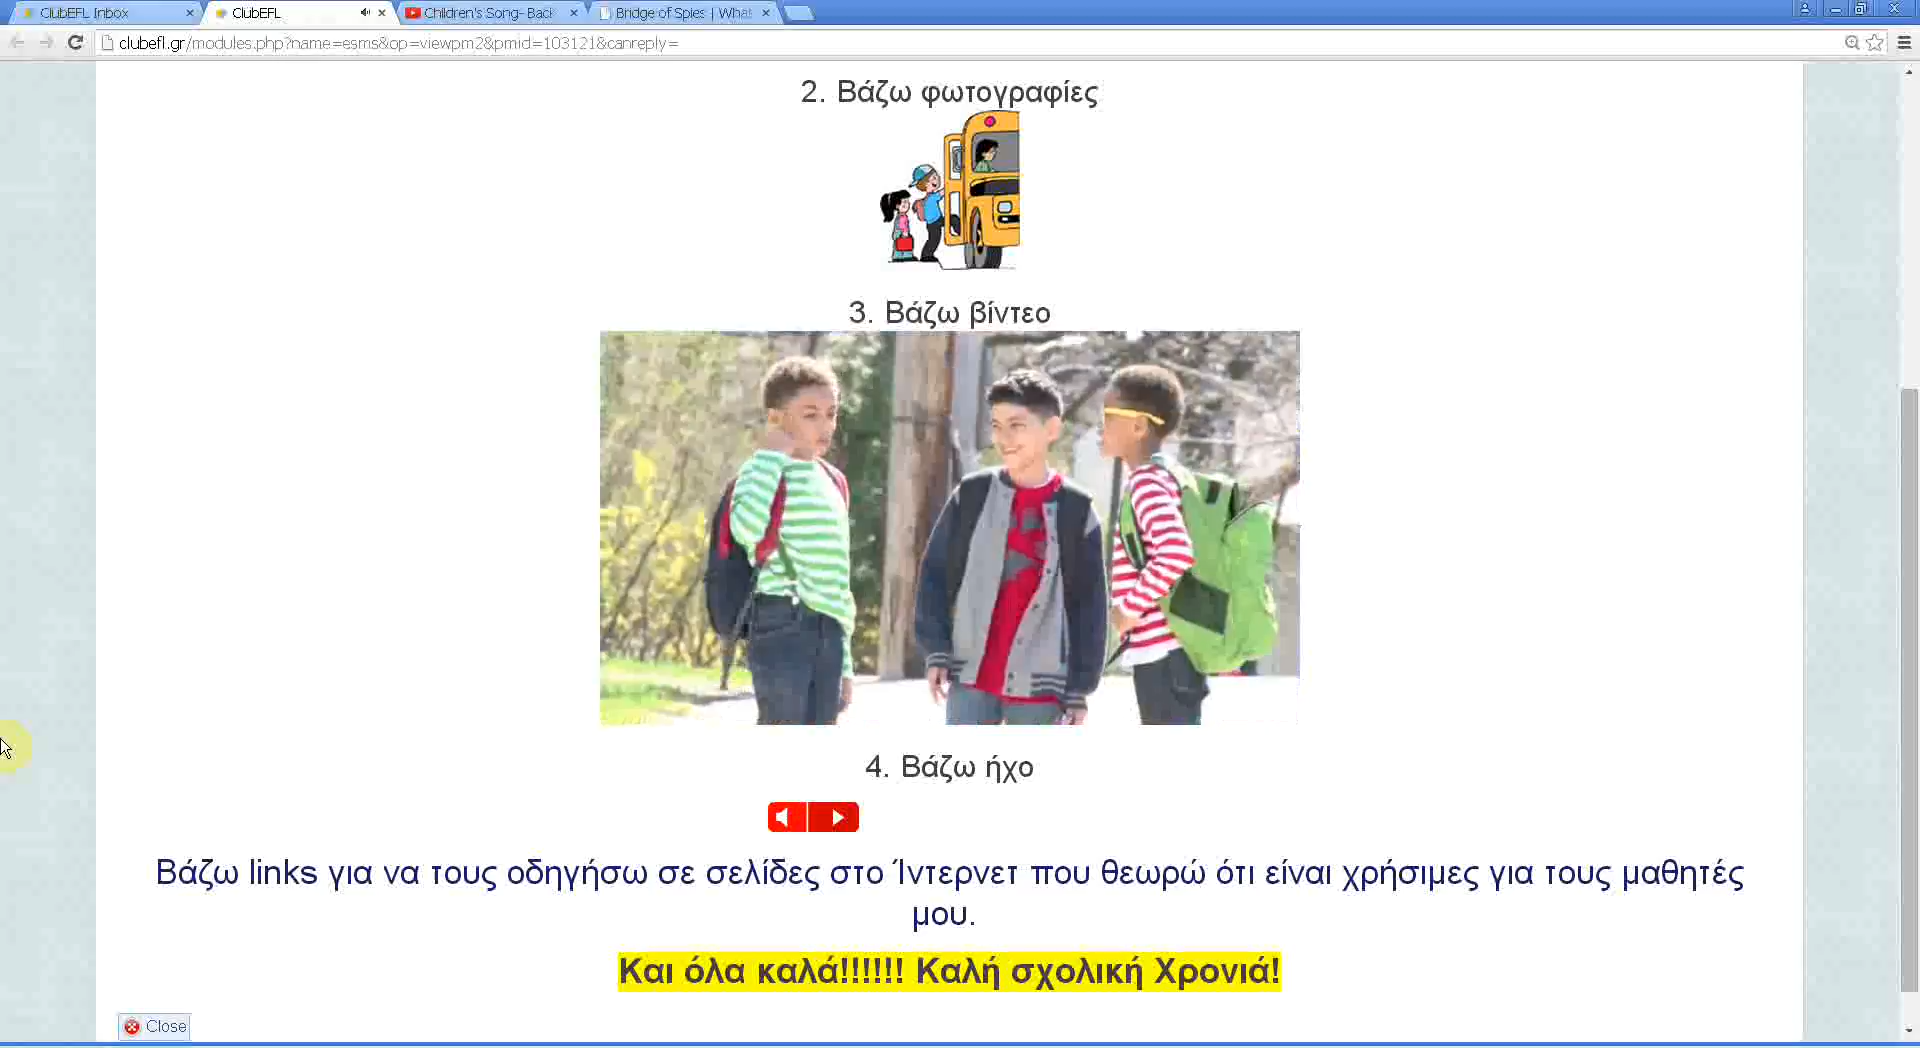 ClubEFL Inbox
ClubEFL
Children's Song- Back
Bridge of Spies | What
clubefl.gr/modules.php?name=esms&op=viewpm2&pmid=103121&canreply=
2. Βάζω φωτογραφίες
3. Βάζω βίντεο
4. Βάζω ήχο
Βάζω links για να τους οδηγήσω σε σελίδες στο Ίντερνετ που θεωρώ ότι είναι χρήσιμες για τους μαθητές
μου.
Και όλα καλά!!!!!! Καλή σχολική Χρονιά!
Close